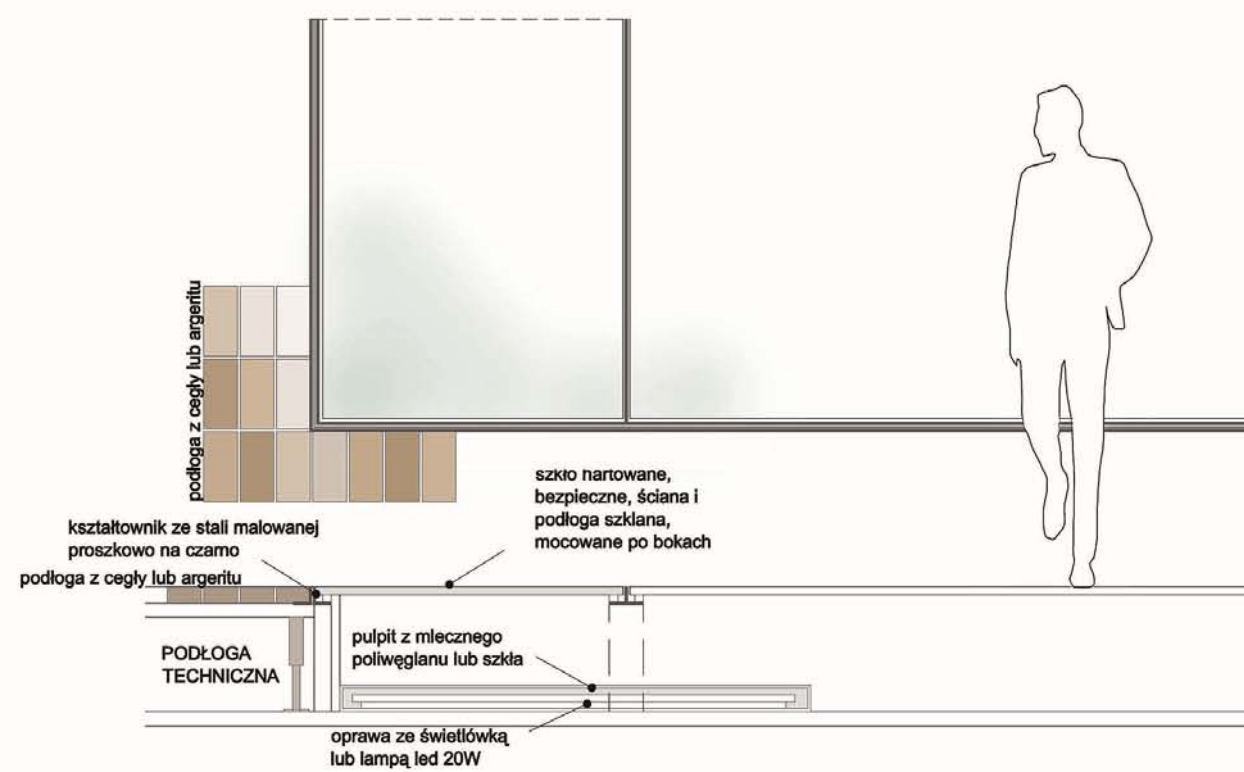 podłoga z cegły lub argeritu
szkło hartowane,
bezpieczne, ściana i
podłoga szklana,
mocowane po bokach
kształtownik ze stali malowanej
proszkowo na czarno
podłoga z cegły lub argeritu
PODŁOGA
TECHNICZNA
pulpit z mlecznego
poliwęglanu lub szkła
oprawa ze świetlówką
lub lampą led 20W